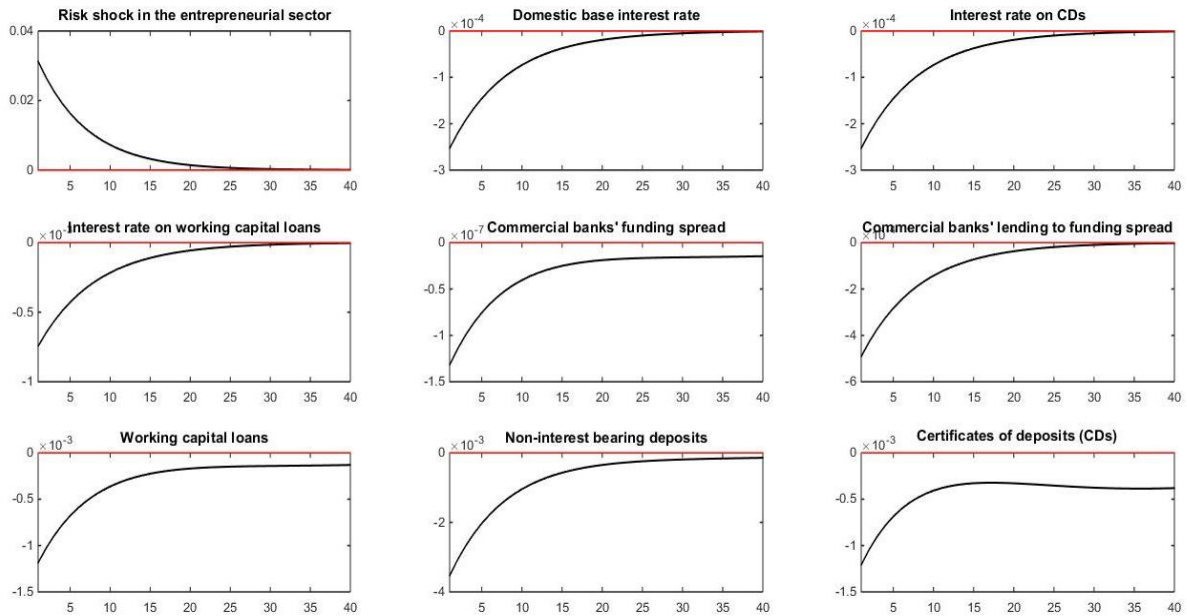 Risk shock in the entrepreneurial sector
0.04
0.02
0
5 10 15 20 25 30 35 40
Domestic base interest rate
×10⁻⁴
0
-1
-2
-3
5 10 15 20 25 30 35 40
Interest rate on CDs
×10⁻⁴
0
-1
-2
-3
5 10 15 20 25 30 35 40
Interest rate on working capital loans
0
-0.5
-1
5 10 15 20 25 30 35 40
Commercial banks' funding spread
×10⁻⁷
0
-0.5
-1
-1.5
5 10 15 20 25 30 35 40
Commercial banks' lending to funding spread
0
-2
-4
-6
5 10 15 20 25 30 35 40
Working capital loans
×10⁻³
0
-0.5
-1
-1.5
5 10 15 20 25 30 35 40
Non-interest bearing deposits
×10⁻³
0
-2
-4
5 10 15 20 25 30 35 40
Certificates of deposits (CDs)
×10⁻³
0
-0.5
-1
-1.5
5 10 15 20 25 30 35 40